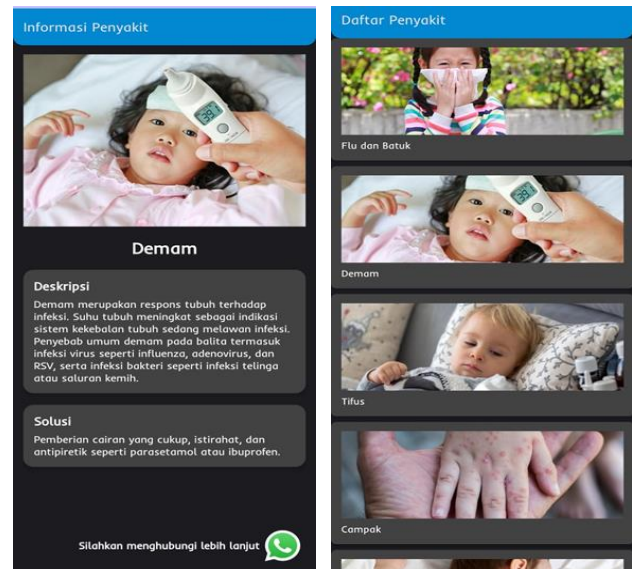 Informasi Penyakit
39
Demam
Deskripsi
Demam merupakan respons tubuh terhadap
infeksi. Suhu tubuh meningkat sebagai indikasi
sistem kekebalan tubuh sedang melawan infeksi.
Penyebab umum demam pada balita termasuk
infeksi virus seperti influenza, adenovirus, dan
RSV, serta infeksi bakteri seperti infeksi telinga
atau saluran kemih.
Solusi
Pemberian cairan yang cukup, istirahat, dan
antipiretik seperti parasetamol atau ibuprofen.
Silahkan menghubungi lebih lanjut
Daftar Penyakit
Flu dan Batuk
39
Demam
Tifus
Campak